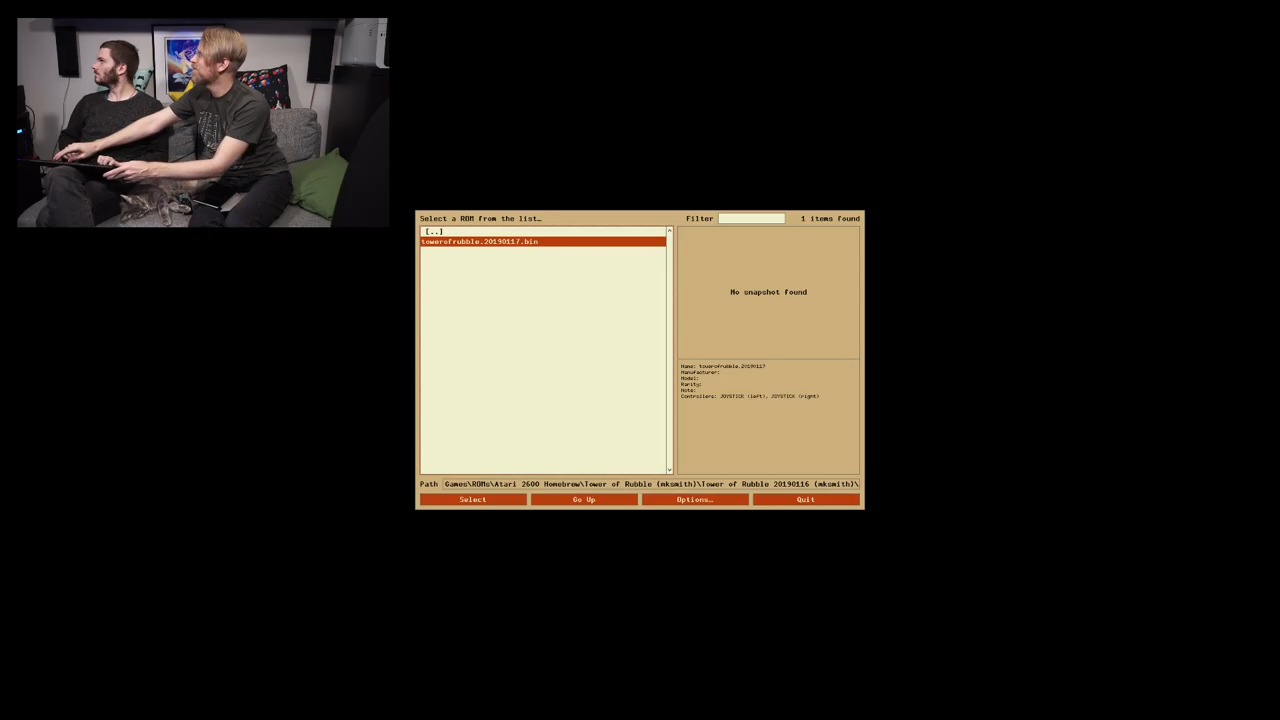 Select a ROM from the list…
Filter
1 items found
[..]
towerofrubble.20190117.bin
No snapshot found
Name: towerofrubble.20190117
Manufacturer:
Model:
Rarity:
Note:
Controllers: JOYSTICK (left), JOYSTICK (right)
Path
Games\ROMs\Atari 2600 Homebrew\Tower of Rubble (mksmith)\Tower of Rubble 20190116 (mksmith)\
Select
Go Up
Options…
Quit